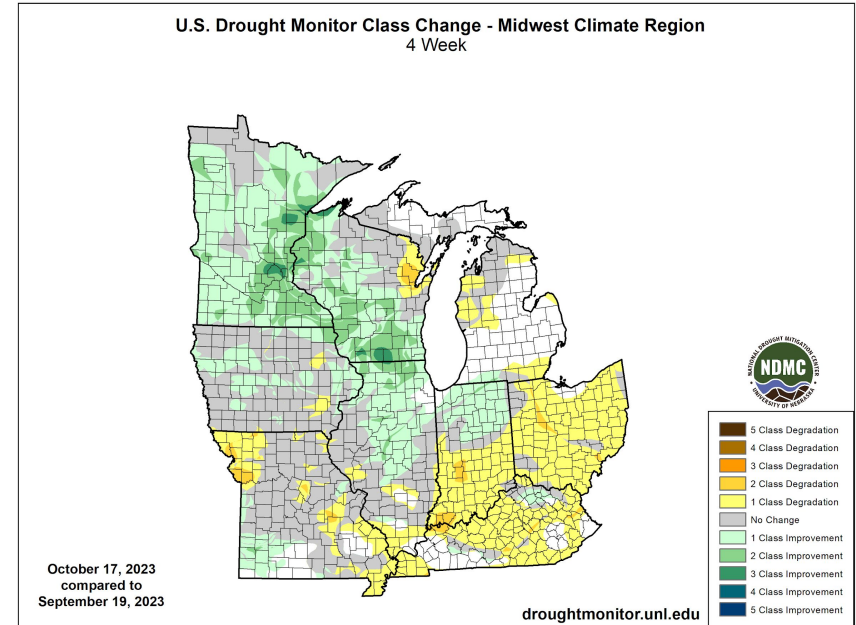 U.S. Drought Monitor Class Change - Midwest Climate Region
4 Week
NATIONAL DROUGHT MITIGATION CENTER
NDMC
UNIVERSITY OF NEBRASKA
5 Class Degradation
4 Class Degradation
3 Class Degradation
2 Class Degradation
1 Class Degradation
No Change
1 Class Improvement
2 Class Improvement
3 Class Improvement
4 Class Improvement
5 Class Improvement
October 17, 2023
compared to
September 19, 2023
droughtmonitor.unl.edu